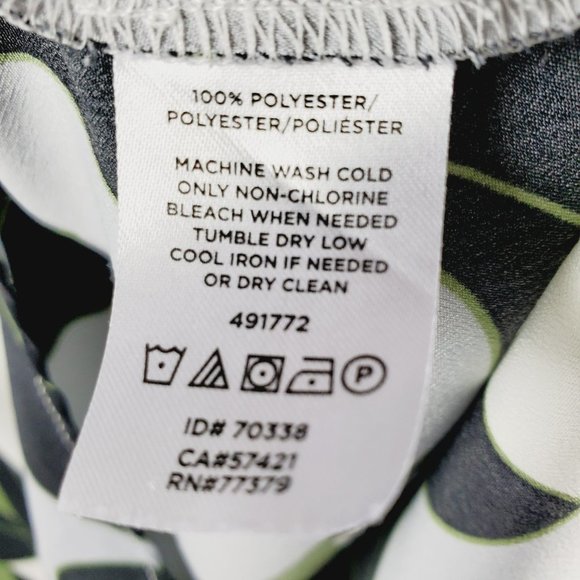 100% POLYESTER/
POLYESTER/POLIÉSTER
MACHINE WASH COLD
ONLY NON-CHLORINE
BLEACH WHEN NEEDED
TUMBLE DRY LOW
COOL IRON IF NEEDED
OR DRY CLEAN
491772
P
ID# 70338
CA#57421
RN#77379